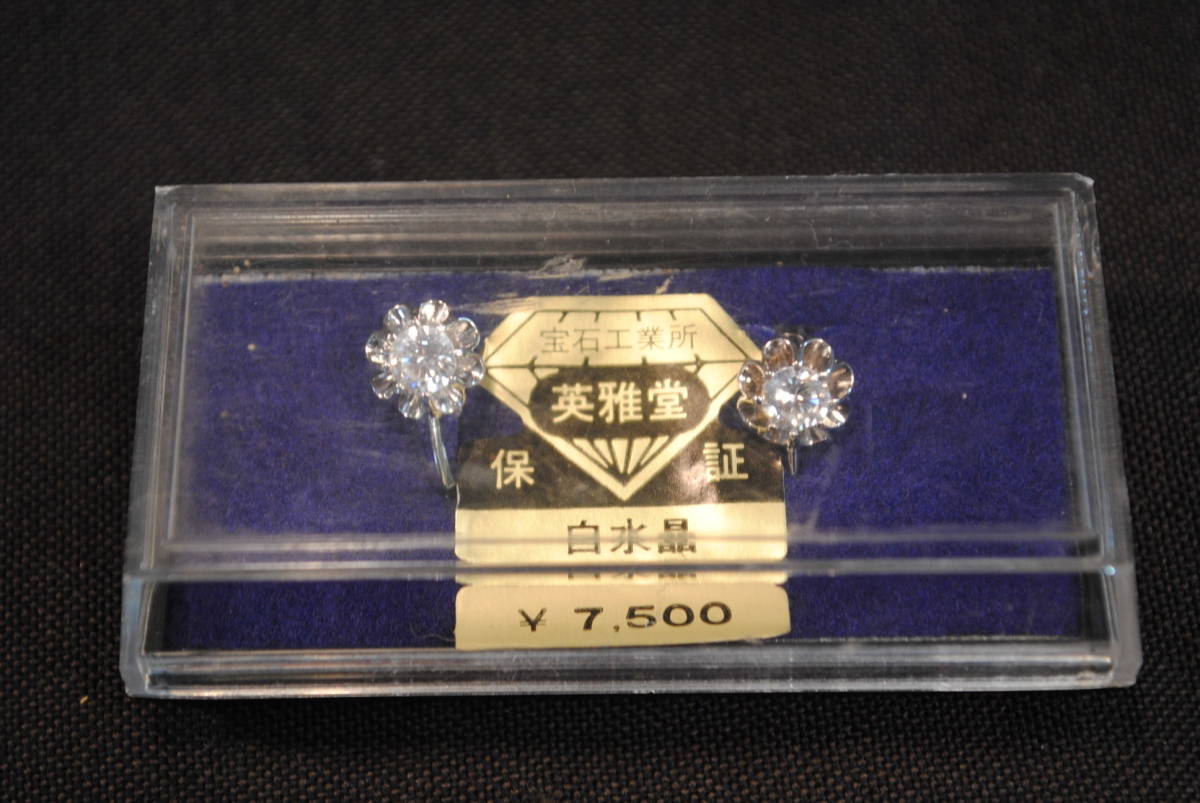 宝石工業所
英雅堂
保証
白水晶
¥ 7,500